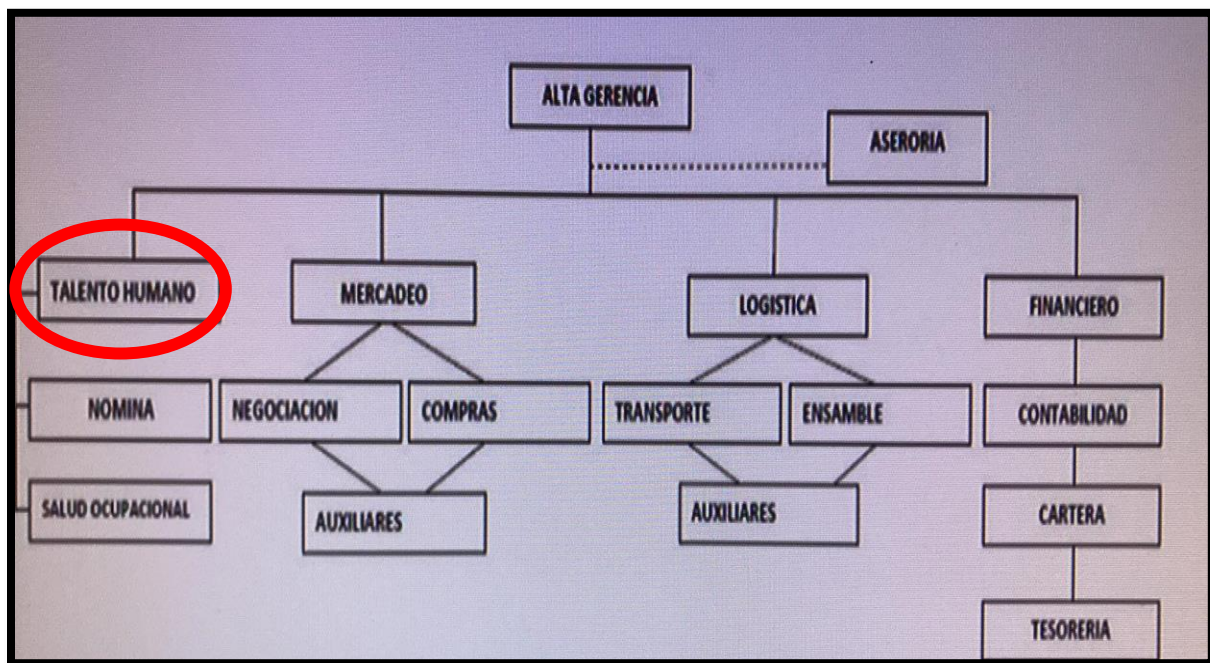 ALTA GERENCIA
ASERORIA
TALENTO HUMANO
MERCADEO
LOGISTICA
FINANCIERO
NOMINA
NEGOCIACION
COMPRAS
TRANSPORTE
ENSAMBLE
CONTABILIDAD
SALUD OCUPACIONAL
AUXILIARES
AUXILIARES
CARTERA
TESORERIA